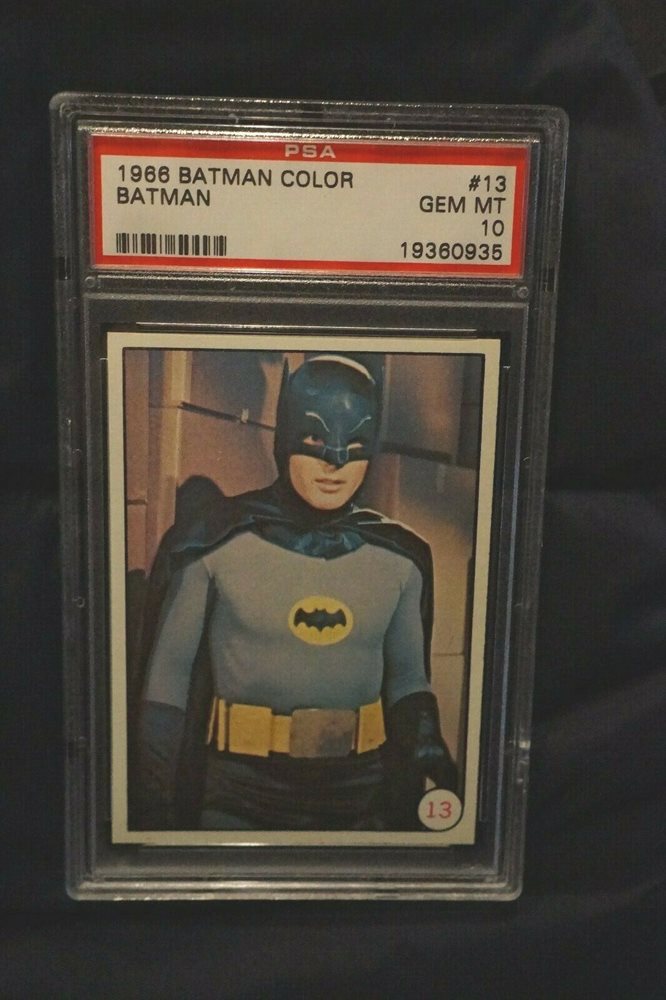 PSA
1966 BATMAN COLOR #13
BATMAN GEM MT
10
19360935
13